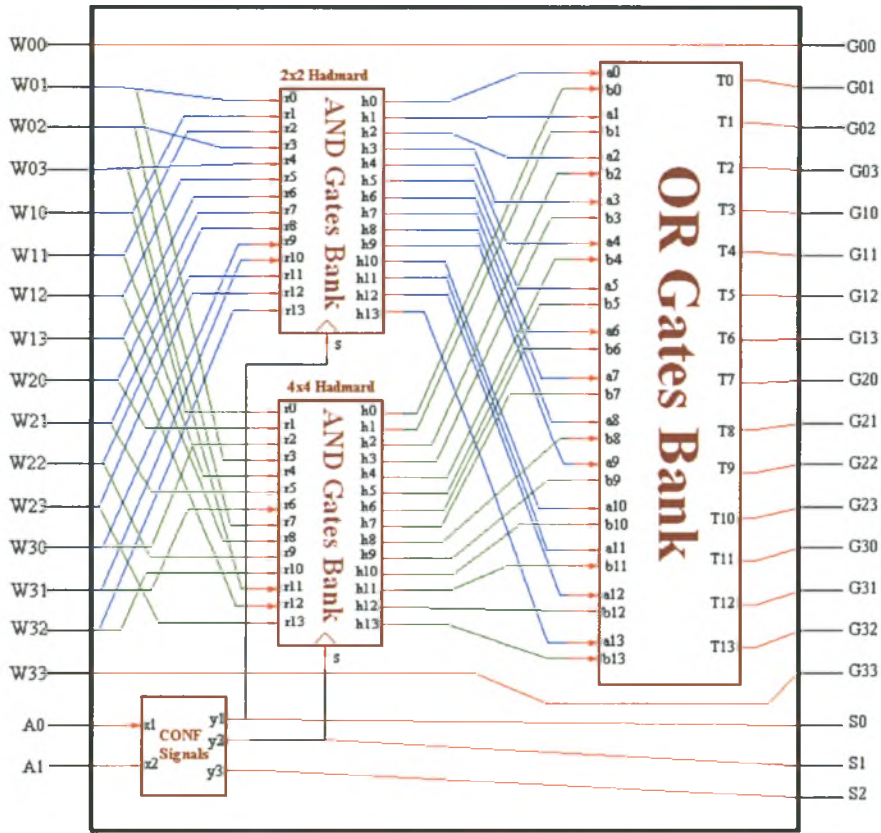 W00
W01
W02
W03
W10
W11
W12
W13
W20
W21
W22
W23
W30
W31
W32
W33
A0
A1
2x2 Hadmard
r0
r1
r2
r3
r4
r5
r6
r7
r8
r9
r10
r11
r12
r13
AND Gates Bank
h0
h1
h2
h3
h4
h5
h6
h7
h8
h9
h10
h11
h12
h13
s
4x4 Hadmard
r0
r1
r2
r3
r4
r5
r6
r7
r8
r9
r10
r11
r12
r13
AND Gates Bank
h0
h1
h2
h3
h4
h5
h6
h7
h8
h9
h10
h11
h12
h13
s
x1
x2
CONF
Signals
y1
y2
y3
a0
b0
a1
b1
a2
b2
a3
b3
a4
b4
a5
b5
a6
b6
a7
b7
a8
b8
a9
b9
a10
b10
a11
b11
a12
b12
a13
b13
OR Gates Bank
T0
T1
T2
T3
T4
T5
T6
T7
T8
T9
T10
T11
T12
T13
G00
G01
G02
G03
G10
G11
G12
G13
G20
G21
G22
G23
G30
G31
G32
G33
S0
S1
S2